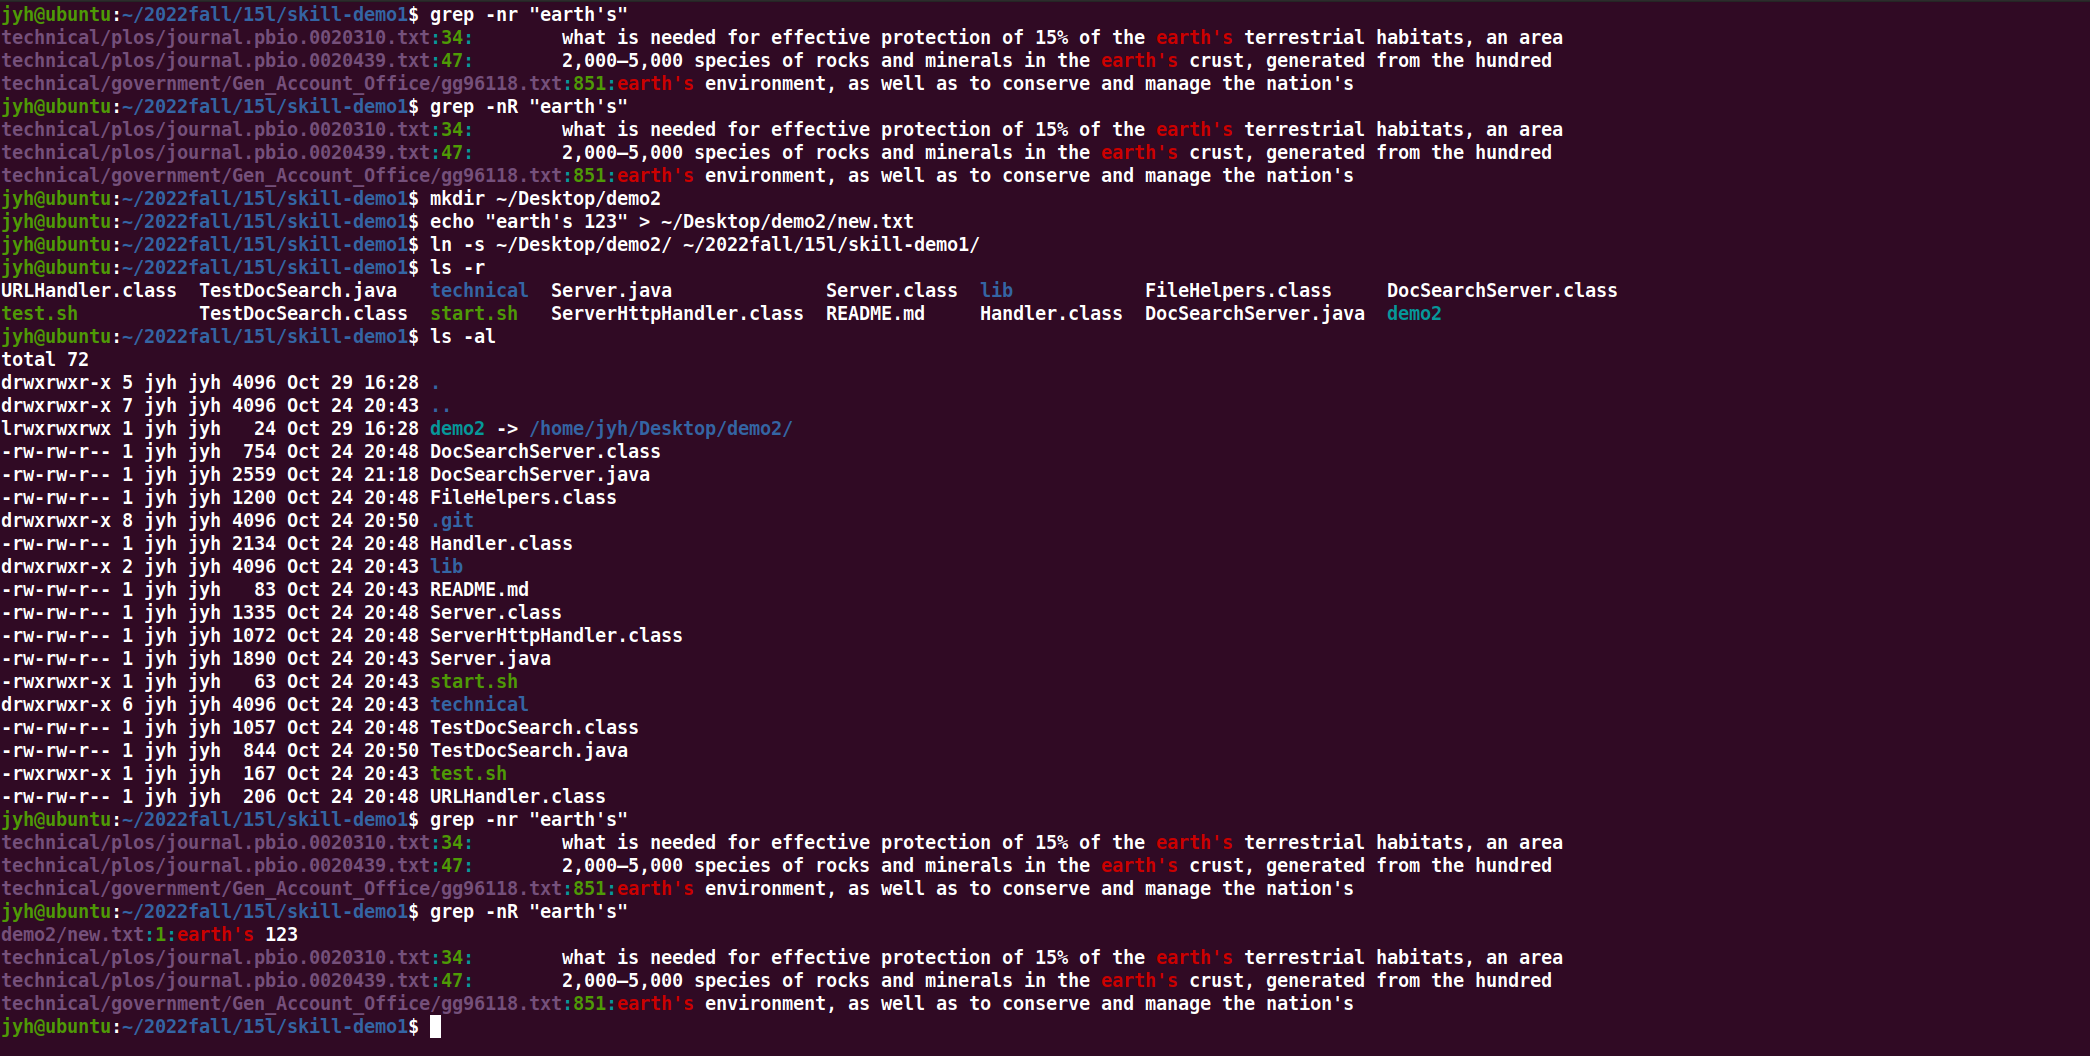 jyh@ubuntu:~/2022fall/15l/skill-demo1$ grep -nr "earth's"
technical/plos/journal.pbio.0020310.txt:34:        what is needed for effective protection of 15% of the earth's terrestrial habitats, an area
technical/plos/journal.pbio.0020439.txt:47:        2,000–5,000 species of rocks and minerals in the earth's crust, generated from the hundred
technical/government/Gen_Account_Office/gg96118.txt:851:earth's environment, as well as to conserve and manage the nation's
jyh@ubuntu:~/2022fall/15l/skill-demo1$ grep -nR "earth's"
technical/plos/journal.pbio.0020310.txt:34:        what is needed for effective protection of 15% of the earth's terrestrial habitats, an area
technical/plos/journal.pbio.0020439.txt:47:        2,000–5,000 species of rocks and minerals in the earth's crust, generated from the hundred
technical/government/Gen_Account_Office/gg96118.txt:851:earth's environment, as well as to conserve and manage the nation's
jyh@ubuntu:~/2022fall/15l/skill-demo1$ mkdir ~/Desktop/demo2
jyh@ubuntu:~/2022fall/15l/skill-demo1$ echo "earth's 123" > ~/Desktop/demo2/new.txt
jyh@ubuntu:~/2022fall/15l/skill-demo1$ ln -s ~/Desktop/demo2/ ~/2022fall/15l/skill-demo1/
jyh@ubuntu:~/2022fall/15l/skill-demo1$ ls -r
URLHandler.class  TestDocSearch.java   technical  Server.java              Server.class  lib            FileHelpers.class     DocSearchServer.class
test.sh           TestDocSearch.class  start.sh   ServerHttpHandler.class  README.md     Handler.class  DocSearchServer.java  demo2
jyh@ubuntu:~/2022fall/15l/skill-demo1$ ls -al
total 72
drwxrwxr-x 5 jyh jyh 4096 Oct 29 16:28 .
drwxrwxr-x 7 jyh jyh 4096 Oct 24 20:43 ..
lrwxrwxrwx 1 jyh jyh   24 Oct 29 16:28 demo2 -> /home/jyh/Desktop/demo2/
-rw-rw-r-- 1 jyh jyh  754 Oct 24 20:48 DocSearchServer.class
-rw-rw-r-- 1 jyh jyh 2559 Oct 24 21:18 DocSearchServer.java
-rw-rw-r-- 1 jyh jyh 1200 Oct 24 20:48 FileHelpers.class
drwxrwxr-x 8 jyh jyh 4096 Oct 24 20:50 .git
-rw-rw-r-- 1 jyh jyh 2134 Oct 24 20:48 Handler.class
drwxrwxr-x 2 jyh jyh 4096 Oct 24 20:43 lib
-rw-rw-r-- 1 jyh jyh   83 Oct 24 20:43 README.md
-rw-rw-r-- 1 jyh jyh 1335 Oct 24 20:48 Server.class
-rw-rw-r-- 1 jyh jyh 1072 Oct 24 20:48 ServerHttpHandler.class
-rw-rw-r-- 1 jyh jyh 1890 Oct 24 20:43 Server.java
-rwxrwxr-x 1 jyh jyh   63 Oct 24 20:43 start.sh
drwxrwxr-x 6 jyh jyh 4096 Oct 24 20:43 technical
-rw-rw-r-- 1 jyh jyh 1057 Oct 24 20:48 TestDocSearch.class
-rw-rw-r-- 1 jyh jyh  844 Oct 24 20:50 TestDocSearch.java
-rwxrwxr-x 1 jyh jyh  167 Oct 24 20:43 test.sh
-rw-rw-r-- 1 jyh jyh  206 Oct 24 20:48 URLHandler.class
jyh@ubuntu:~/2022fall/15l/skill-demo1$ grep -nr "earth's"
technical/plos/journal.pbio.0020310.txt:34:        what is needed for effective protection of 15% of the earth's terrestrial habitats, an area
technical/plos/journal.pbio.0020439.txt:47:        2,000–5,000 species of rocks and minerals in the earth's crust, generated from the hundred
technical/government/Gen_Account_Office/gg96118.txt:851:earth's environment, as well as to conserve and manage the nation's
jyh@ubuntu:~/2022fall/15l/skill-demo1$ grep -nR "earth's"
demo2/new.txt:1:earth's 123
technical/plos/journal.pbio.0020310.txt:34:        what is needed for effective protection of 15% of the earth's terrestrial habitats, an area
technical/plos/journal.pbio.0020439.txt:47:        2,000–5,000 species of rocks and minerals in the earth's crust, generated from the hundred
technical/government/Gen_Account_Office/gg96118.txt:851:earth's environment, as well as to conserve and manage the nation's
jyh@ubuntu:~/2022fall/15l/skill-demo1$